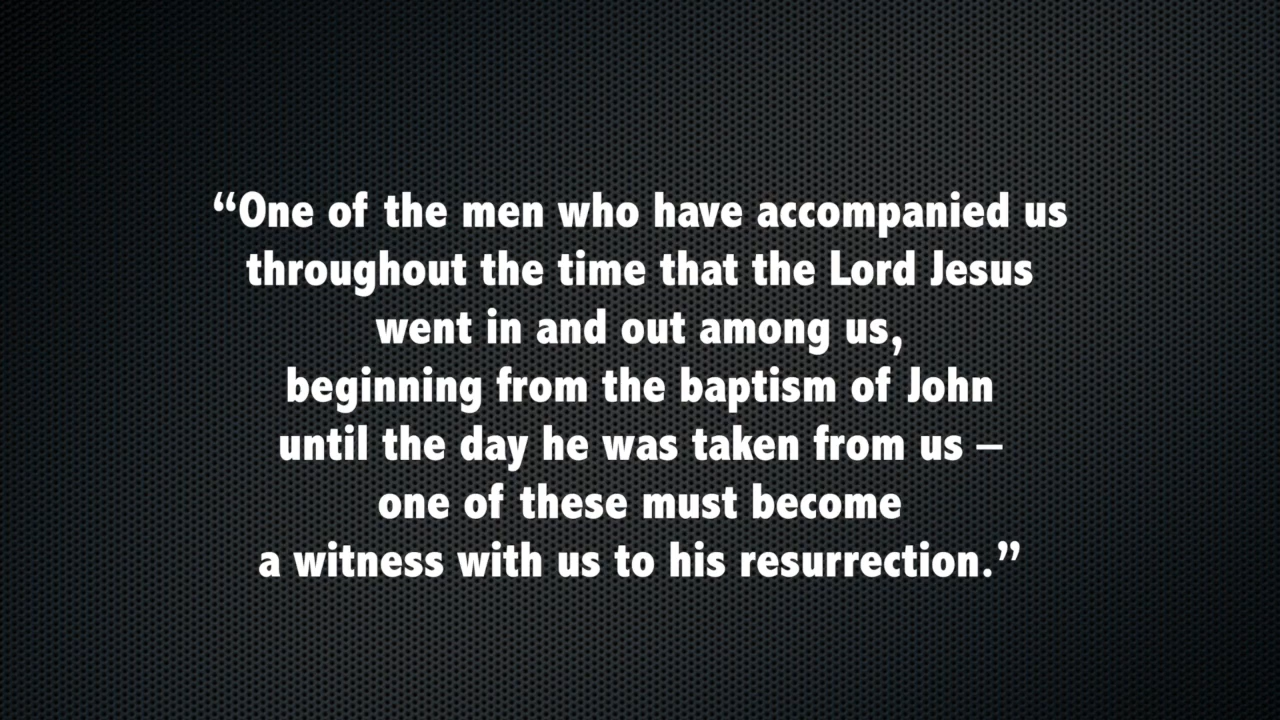 “One of the men who have accompanied us
throughout the time that the Lord Jesus
went in and out among us,
beginning from the baptism of John
until the day he was taken from us –
one of these must become
a witness with us to his resurrection.”